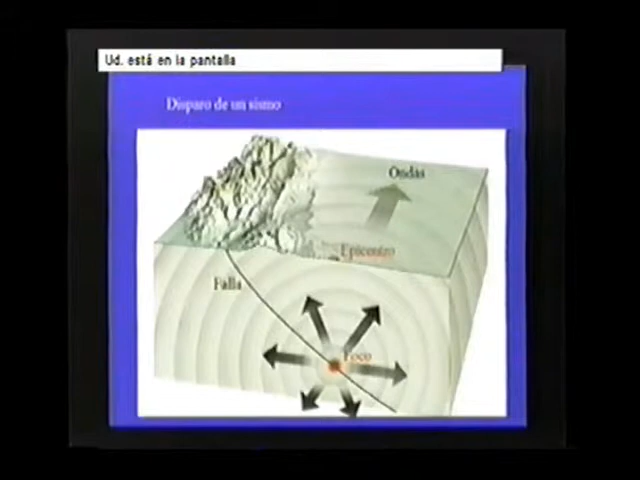 Ud. está en la pantalla
Disparo de un sismo
Ondas
Epicentro
Falla
Foco